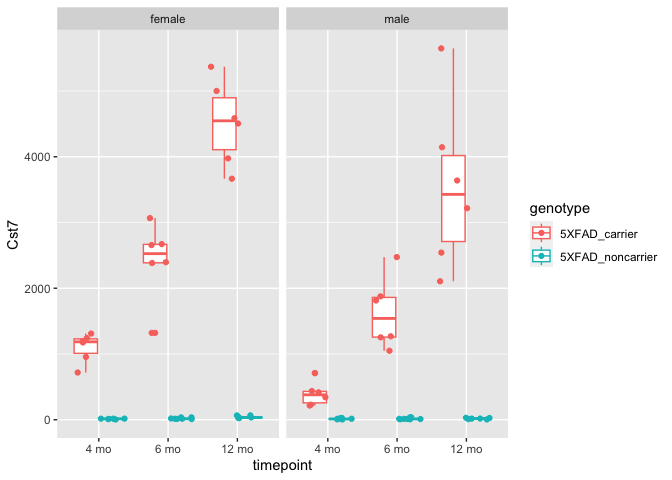 female male
Cst7
4000
2000
0
4 mo 6 mo 12 mo 4 mo 6 mo 12 mo
timepoint
genotype
5XFAD_carrier
5XFAD_noncarrier